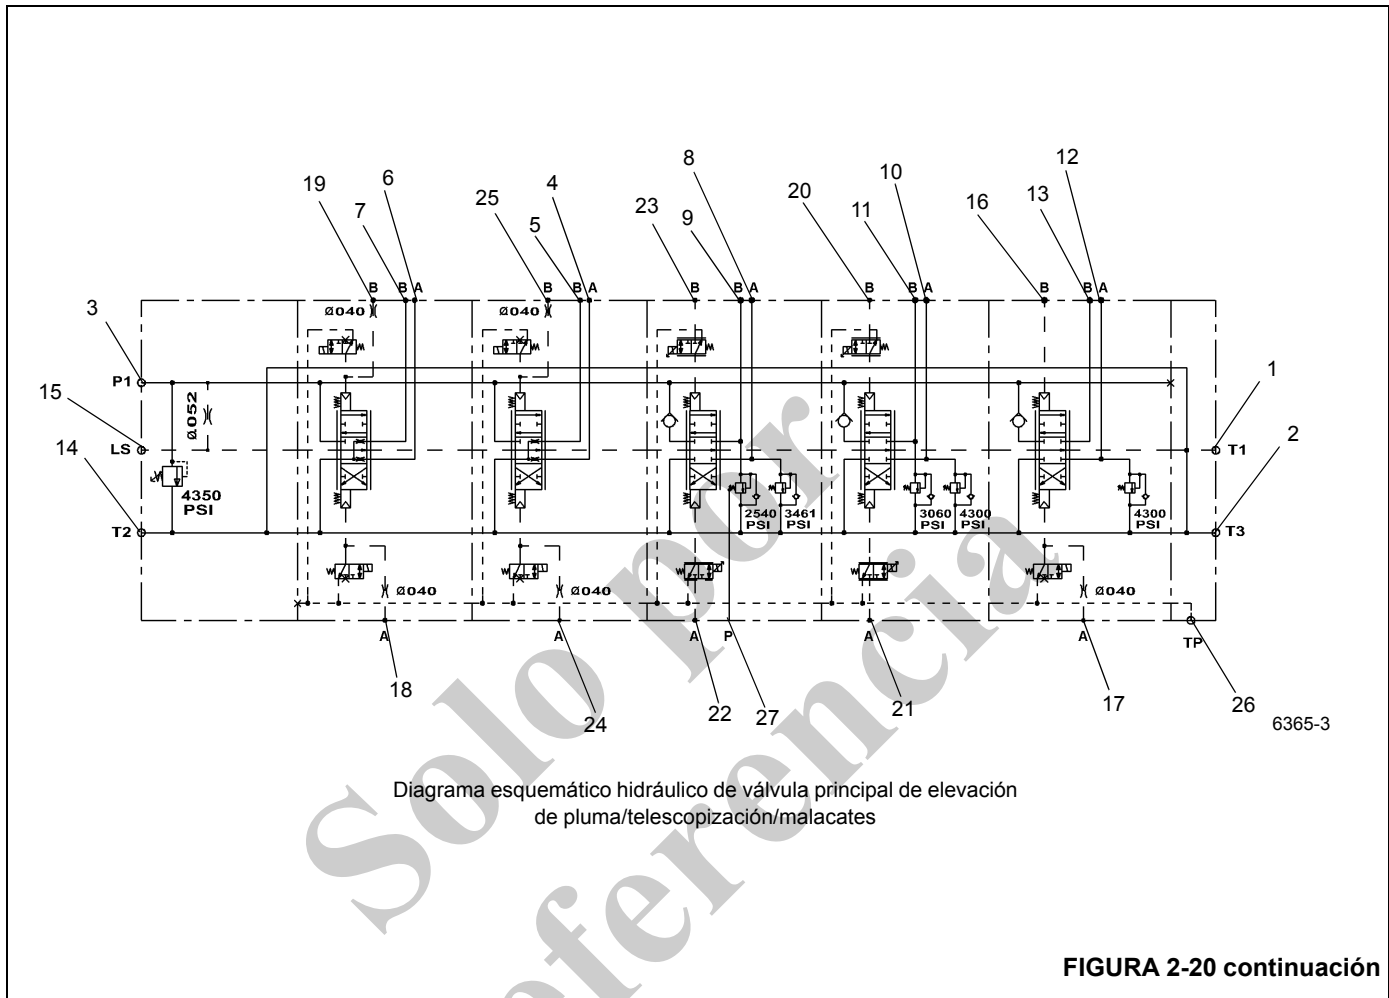 8
12
6
10
19
4
20
25
23
16
13
7
9
11
5
B B A B B A B B A B B A B B A
Ø040 Ø040
3
P1
1
15
Ø052
2
LS
T1
14
4350
PSI
2540
PSI
3461
PSI
3060
PSI
4300
PSI
4300
PSI
T2
T3
Ø040 Ø040 Ø040
A A A P A A TP
18
24
22
27
21
17
26
6365-3
Solo por
referencia
Diagrama esquemático hidráulico de válvula principal de elevación
de pluma/telescopización/malacates
FIGURA 2-20 continuación